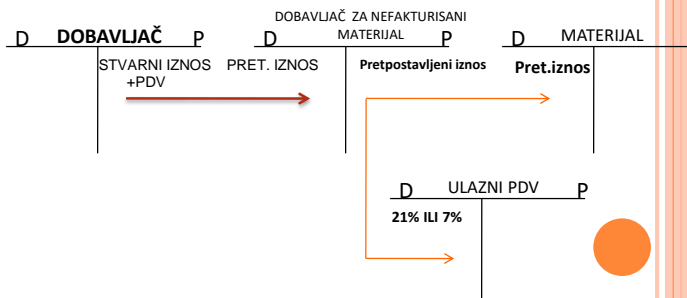 D DOBAVLJAČ P
STVARNI IZNOS
+PDV
DOBAVLJAČ ZA NEFAKTURISANI
D MATERIJAL P
PRET. IZNOS Pretpostavljeni iznos
D MATERIJAL
Pret.iznos
D ULAZNI PDV P
21% ILI 7%